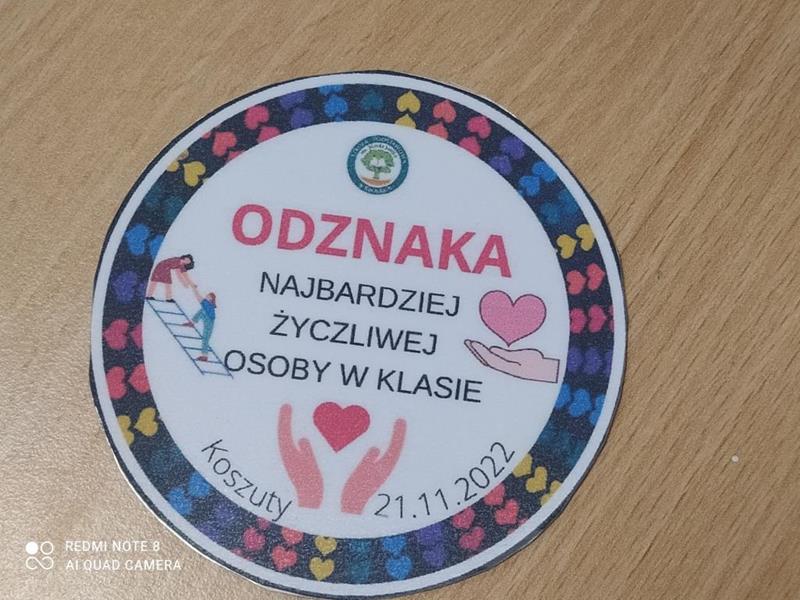 ODZNAKA
NAJBARDZIEJ
ŻYCZLIWEJ
OSOBY W KLASIE
Koszuty 21.11.2022
REDMI NOTE 8
AI QUAD CAMERA